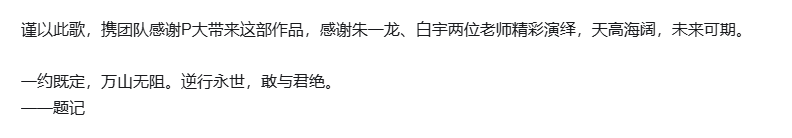 谨以此歌，携团队感谢P大带来这部作品，感谢朱一龙、白宇两位老师精彩演绎，天高海阔，未来可期。
一约既定，万山无阻。逆行永世，敢与君绝。
——题记